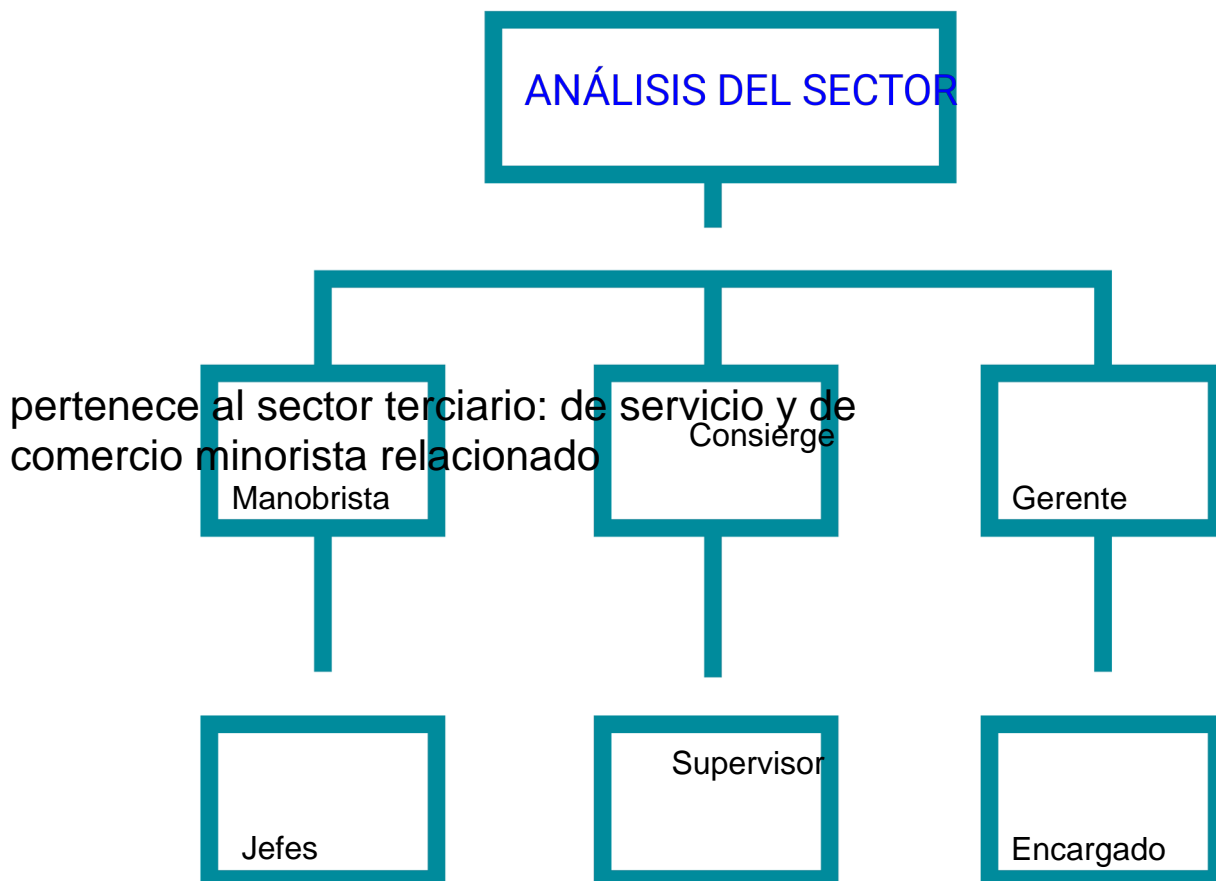 ANÁLISIS DEL SECTOR
pertenece al sector terciario: de servicio y de
comercio minorista relacionado
Consierge
Manobrista
Gerente
Supervisor
Jefes
Encargado